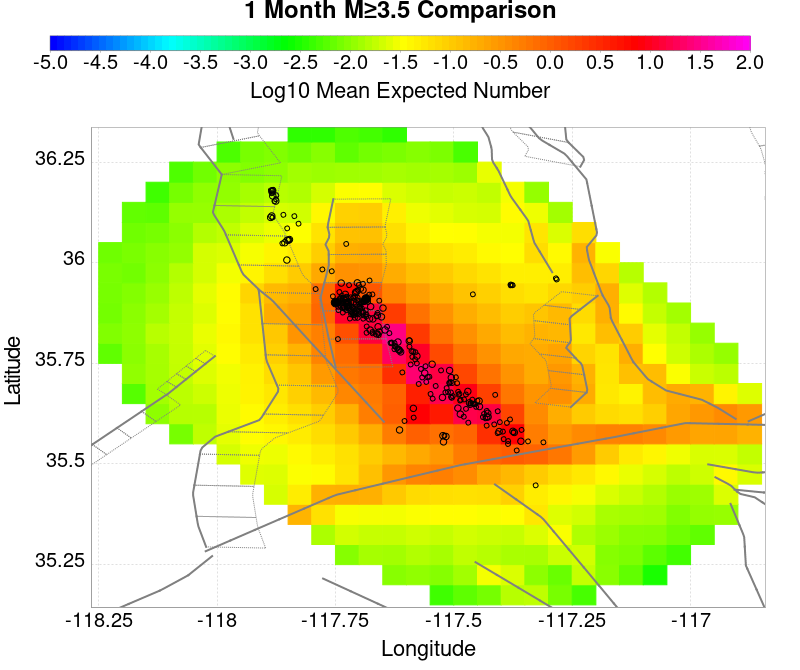 1 Month M≥3.5 Comparison
-5.0 -4.5 -4.0 -3.5 -3.0 -2.5 -2.0 -1.5 -1.0 -0.5 0.0 0.5 1.0 1.5 2.0
Log10 Mean Expected Number
36.25
36
35.75
35.5
35.25
Latitude
-118.25 -118 -117.75 -117.5 -117.25 -117
Longitude